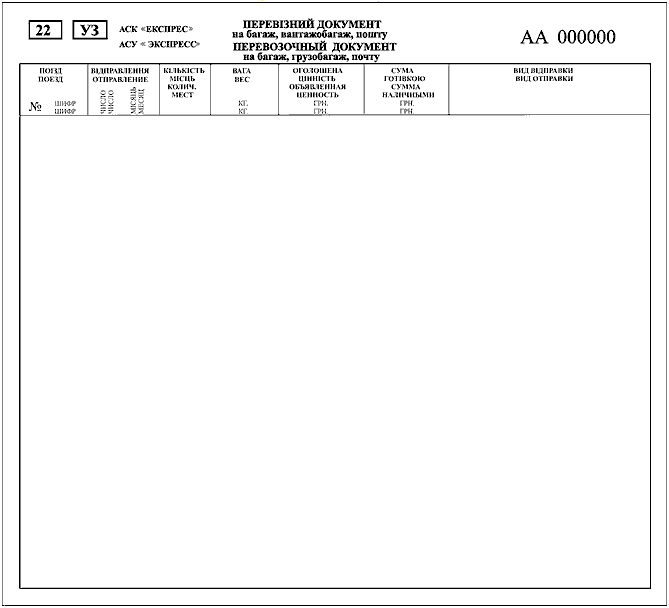 22 УЗ АСК «ЕКСПРЕС»
АСУ « ЭКСПРЕСС»
ПЕРЕВІЗНИЙ ДОКУМЕНТ
на багаж, вантажобагаж, пошту
ПЕРЕВОЗОЧНЫЙ ДОКУМЕНТ
на багаж, грузобагаж, почту
АА 000000
ПОЇЗД
ПОЕЗД
№ ШИФР
ШИФР
ВІДПРАВЛЕННЯ
ОТПРАВЛЕНИЕ
ЧИСЛО
ЧИСЛО
МІСЯЦЬ
МЕСЯЦ
КІЛЬКІСТЬ
МІСЦЬ
КОЛИЧ.
МЕСТ
ВАГА
ВЕС
КГ.
КГ.
ОГОЛОШЕНА
ЦІННІСТЬ
ОБЪЯВЛЕННАЯ
ЦЕННОСТЬ
ГРН.
ГРН.
СУМА
ГОТІВКОЮ
СУММА
НАЛИЧНЫМИ
ГРН.
ГРН.
ВИД ВІДПРАВКИ
ВИД ОТПРАВКИ